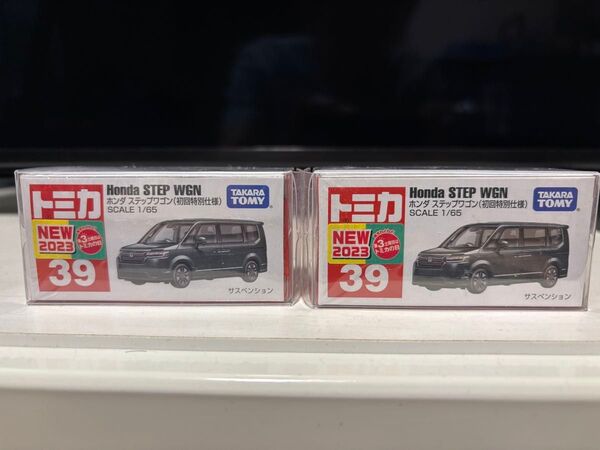 トミカ
Honda STEP WGN
ホンダ ステップワゴン(初回特別仕様)
SCALE 1/65
TAKARA TOMY
NEW 2023
39
サスペンション
トミカ
Honda STEP WGN
ホンダ ステップワゴン(初回特別仕様)
SCALE 1/65
TAKARA TOMY
NEW 2023
39
サスペンション